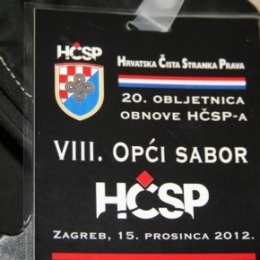 HČSP
Hrvatska Čista Stranka Prava
20. OBLJETNICA
OBNOVE HČSP-A
VIII. Opći sabor
HČSP
Zagreb, 15. prosinca 2012.